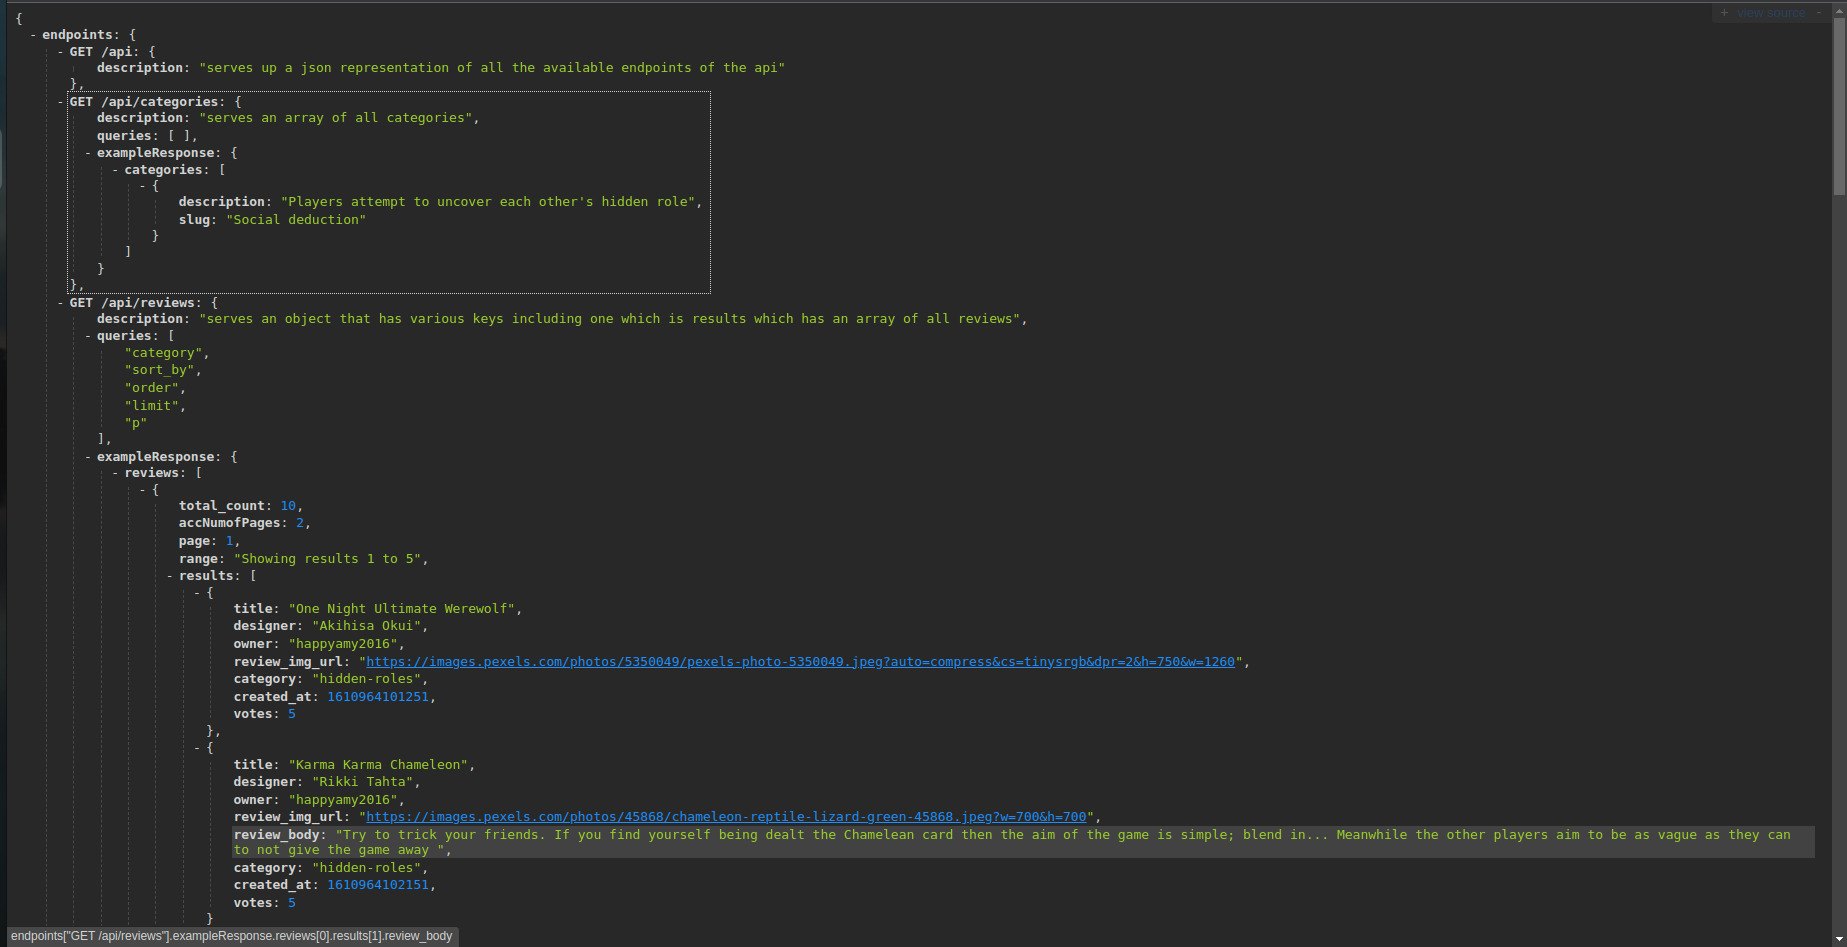 + view source -
{
- endpoints: {
- GET /api: {
description: "serves up a json representation of all the available endpoints of the api"
},
- GET /api/categories: {
description: "serves an array of all categories",
queries: [ ],
- exampleResponse: {
- categories: [
- {
description: "Players attempt to uncover each other's hidden role",
slug: "Social deduction"
}
]
}
},
- GET /api/reviews: {
description: "serves an object that has various keys including one which is results which has an array of all reviews",
- queries: [
"category",
"sort_by",
"order",
"limit",
"p"
],
- exampleResponse: {
- reviews: [
- {
total_count: 10,
accNumofPages: 2,
page: 1,
range: "Showing results 1 to 5",
- results: [
- {
title: "One Night Ultimate Werewolf",
designer: "Akihisa Okui",
owner: "happyamy2016",
review_img_url: "https://images.pexels.com/photos/5350049/pexels-photo-5350049.jpeg?auto=compress&cs=tinysrgb&dpr=2&h=750&w=1260",
category: "hidden-roles",
created_at: 1610964101251,
votes: 5
},
- {
title: "Karma Karma Chameleon",
designer: "Rikki Tahta",
owner: "happyamy2016",
review_img_url: "https://images.pexels.com/photos/45868/chameleon-reptile-lizard-green-45868.jpeg?w=700&h=700",
review_body: "Try to trick your friends. If you find yourself being dealt the Chamelean card then the aim of the game is simple; blend in... Meanwhile the other players aim to be as vague as they can
to not give the game away ",
category: "hidden-roles",
created_at: 1610964102151,
votes: 5
}
endpoints["GET /api/reviews"].exampleResponse.reviews[0].results[1].review_body